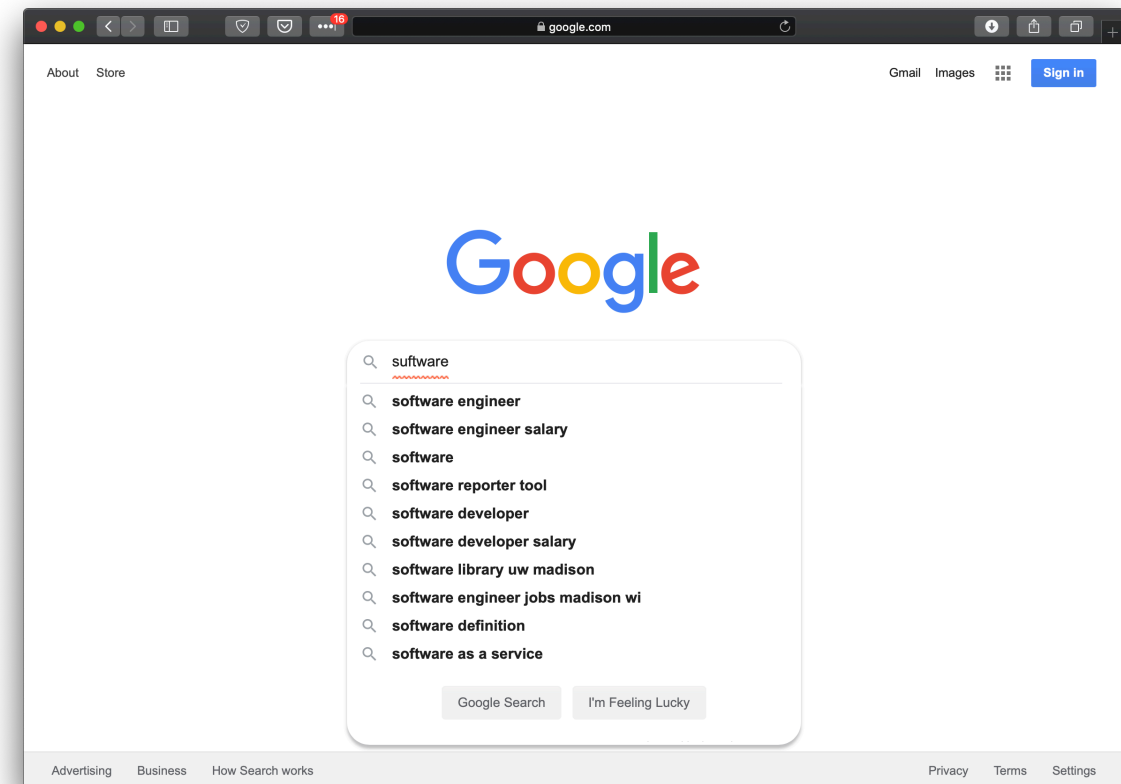 16
google.com
About Store Gmail Images Sign in
Google
suftware
software engineer
software engineer salary
software
software reporter tool
software developer
software developer salary
software library uw madison
software engineer jobs madison wi
software definition
software as a service
Google Search I'm Feeling Lucky
Advertising Business How Search works Privacy Terms Settings